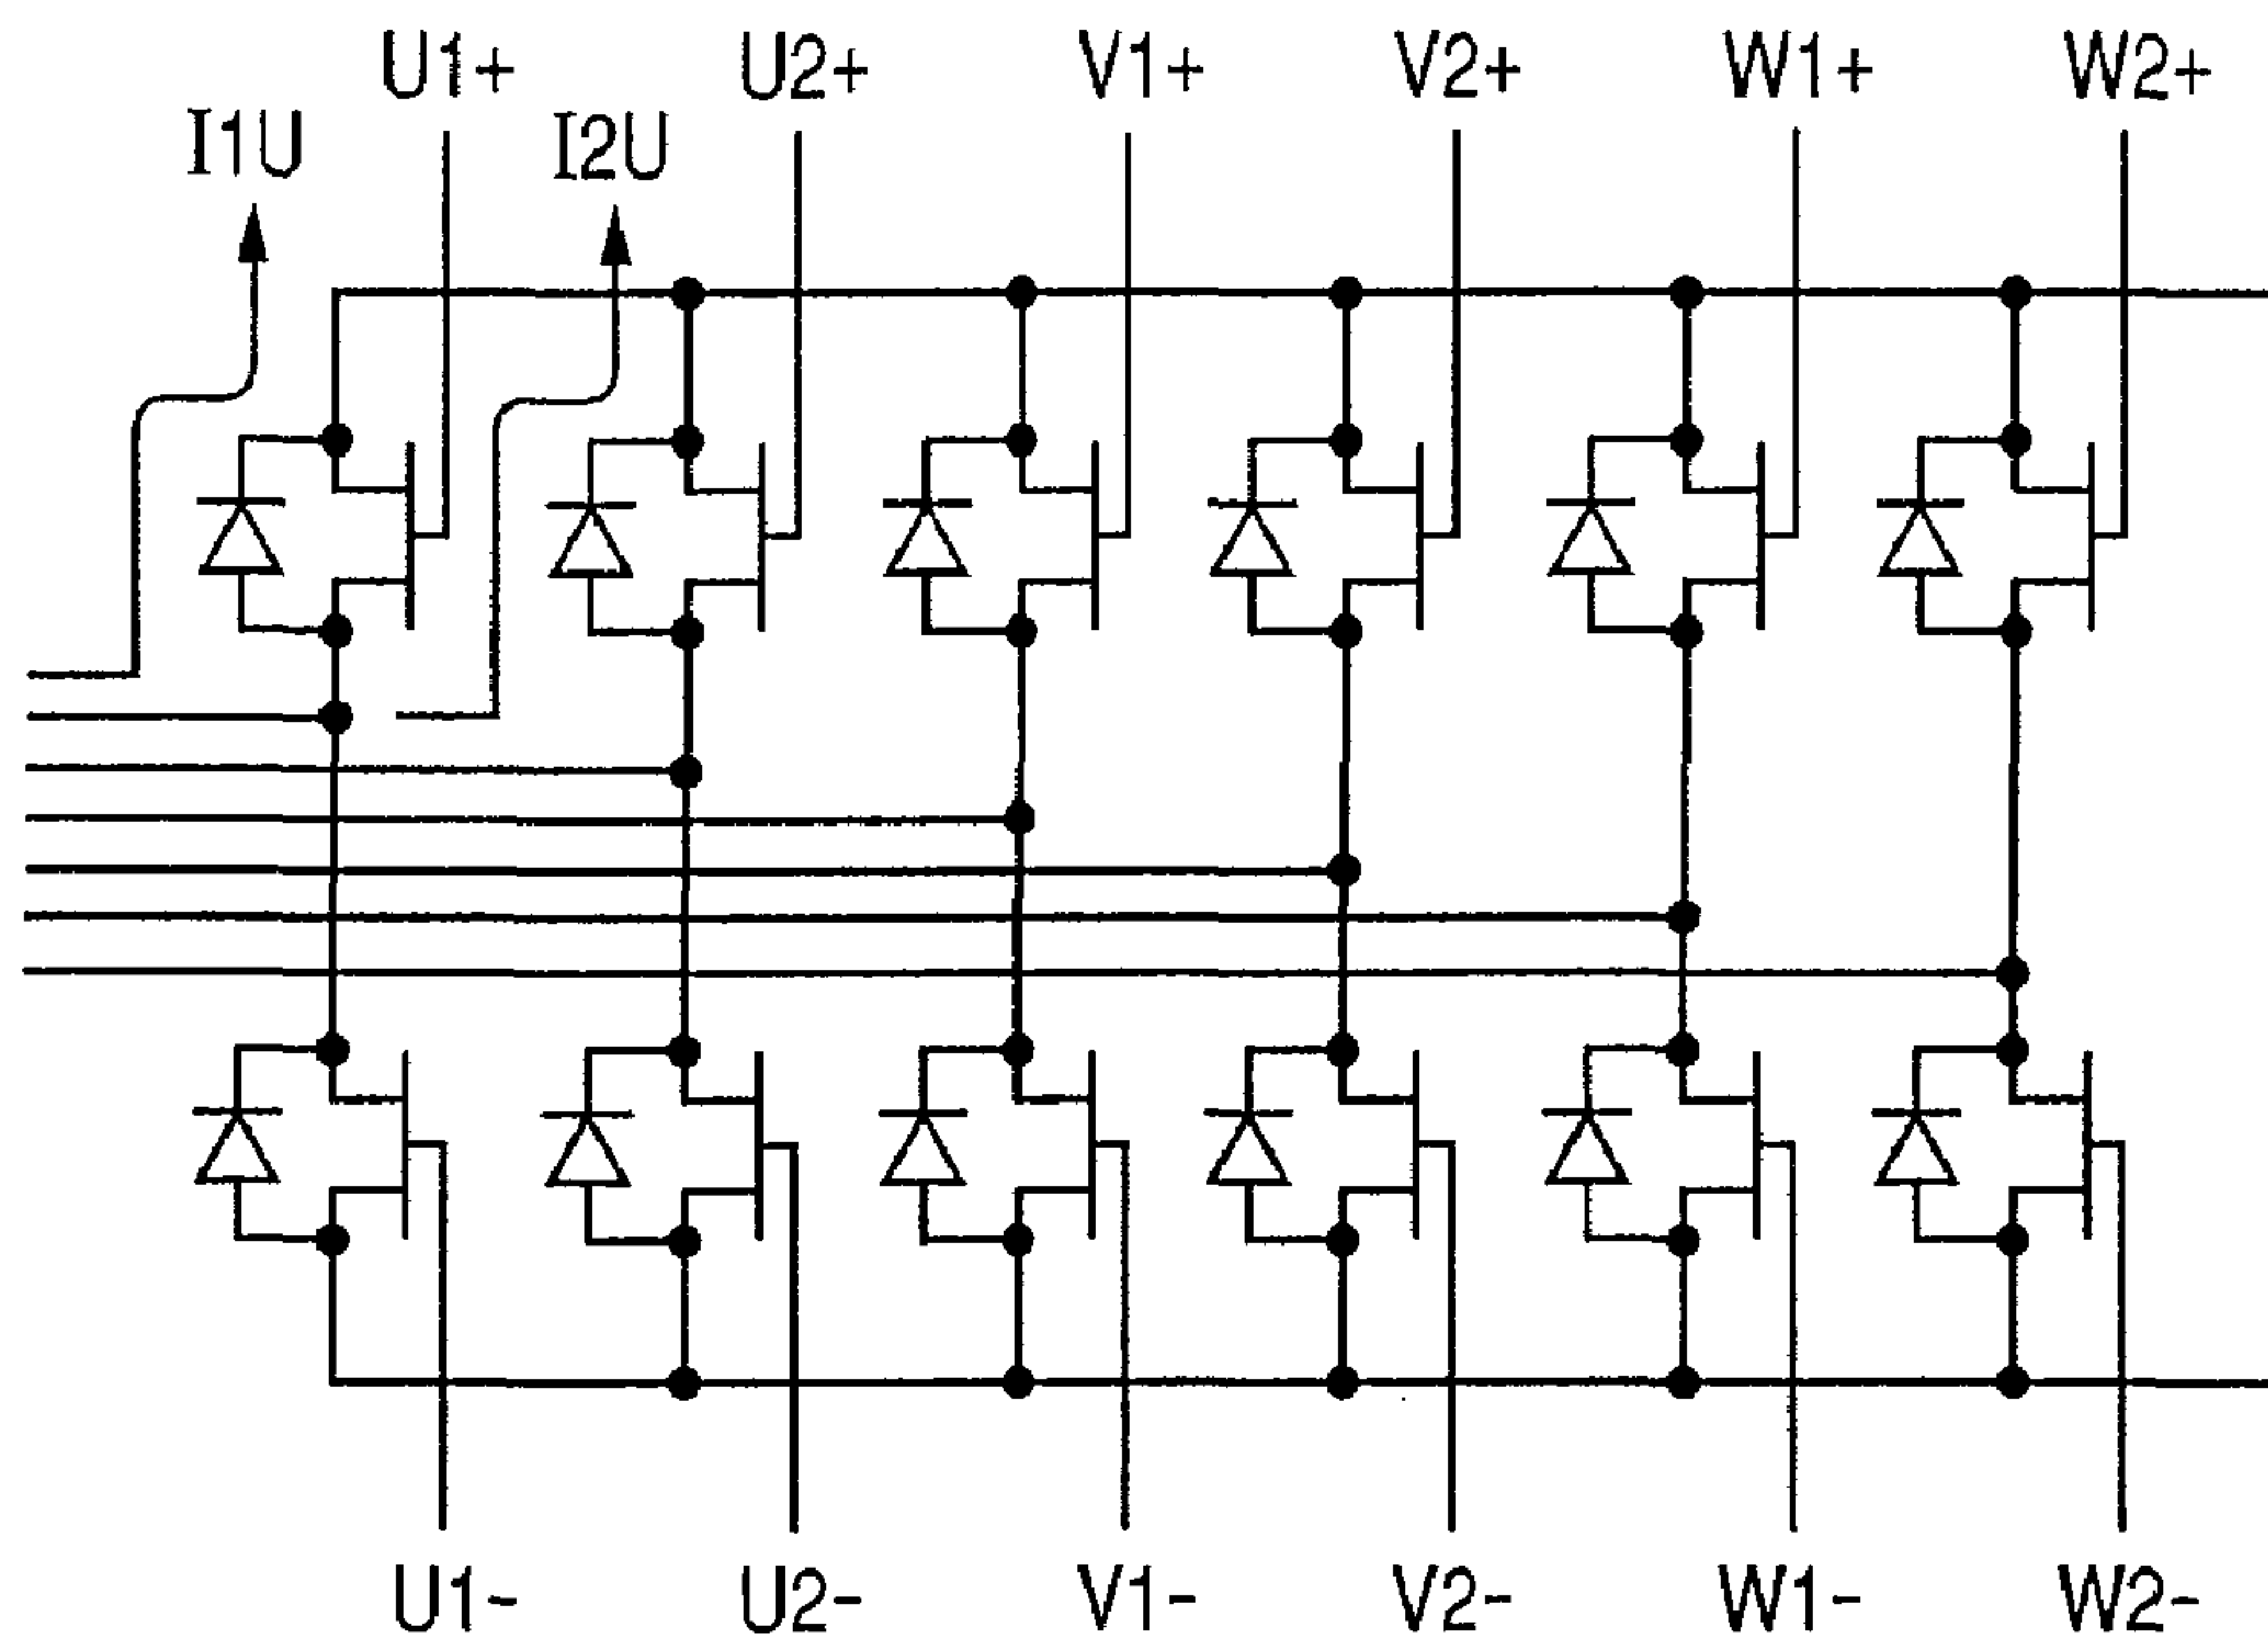 U1+ U2+ V1+ V2+ W1+ W2+
I1U I2U
U1- U2- V1- V2- W1- W2-